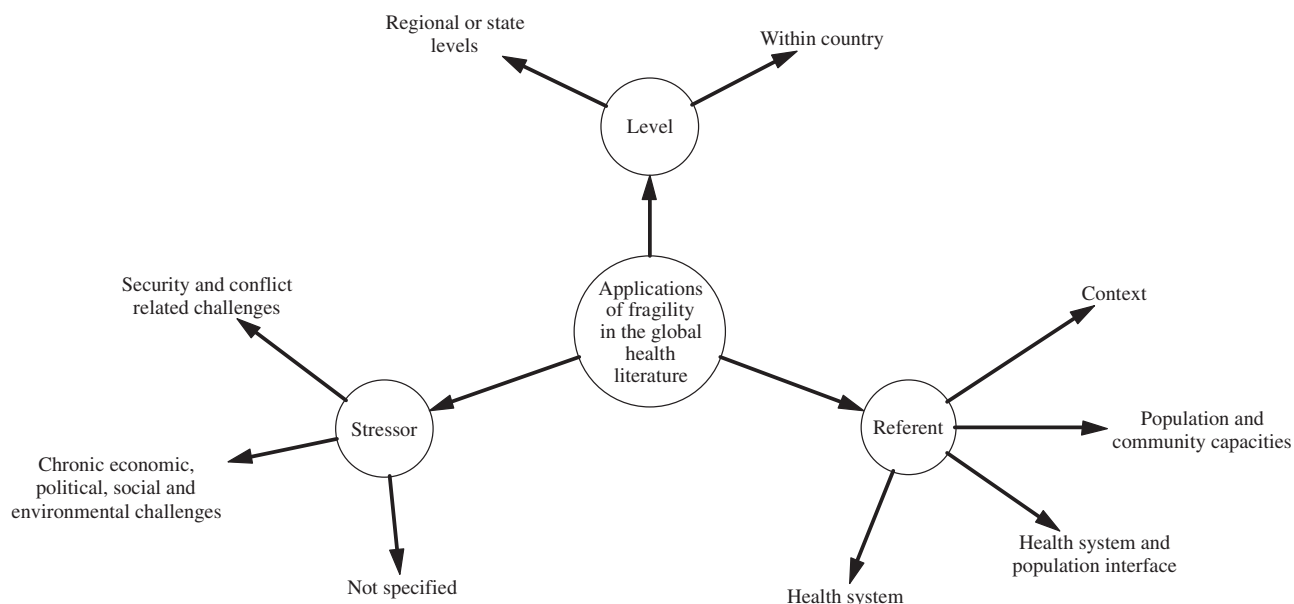 Regional or state
levels
Within country
Level
Applications
of fragility
in the global
health
literature
Security and conflict
related challenges
Stressor
Chronic economic,
political, social and
environmental challenges
Not specified
Context
Referent
Population and
community capacities
Health system and
population interface
Health system